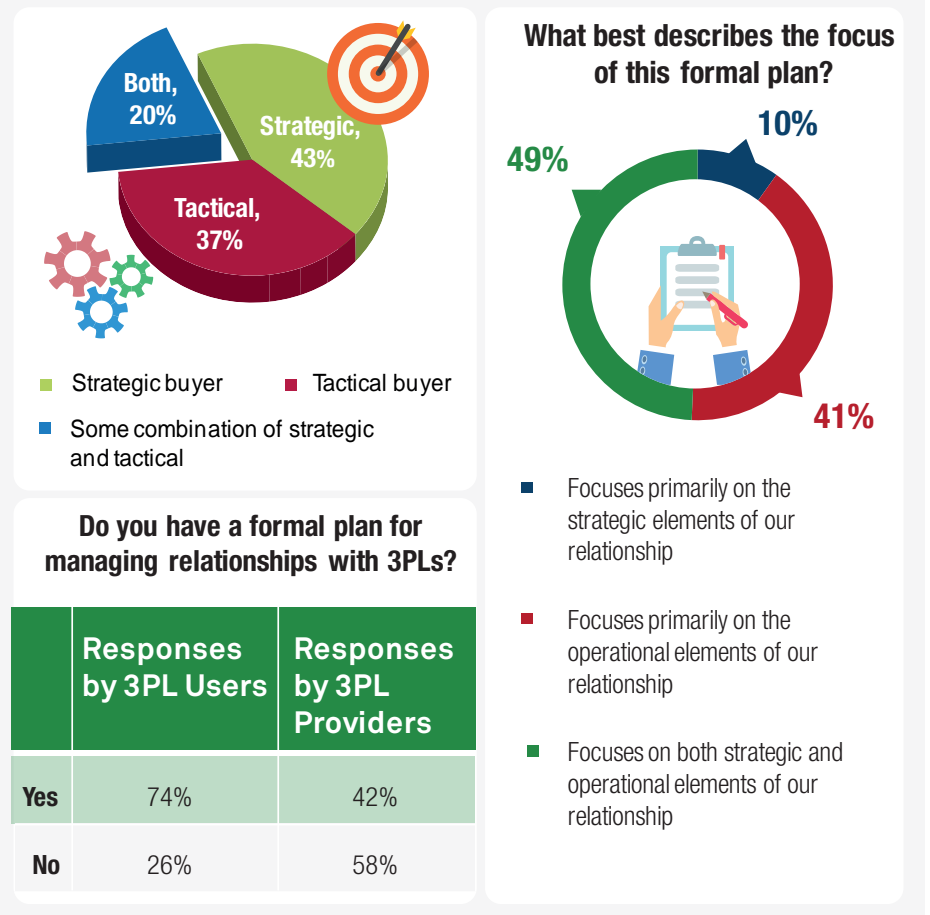 Both,
20%
Strategic,
43%
Tactical,
37%
Strategic buyer
Tactical buyer
Some combination of strategic
and tactical
Do you have a formal plan for
managing relationships with 3PLs?
Responses
by 3PL Users
Responses
by 3PL
Providers
Yes
74%
42%
No
26%
58%
What best describes the focus
of this formal plan?
10%
49%
41%
Focuses primarily on the
strategic elements of our
relationship
Focuses primarily on the
operational elements of our
relationship
Focuses on both strategic and
operational elements of our
relationship